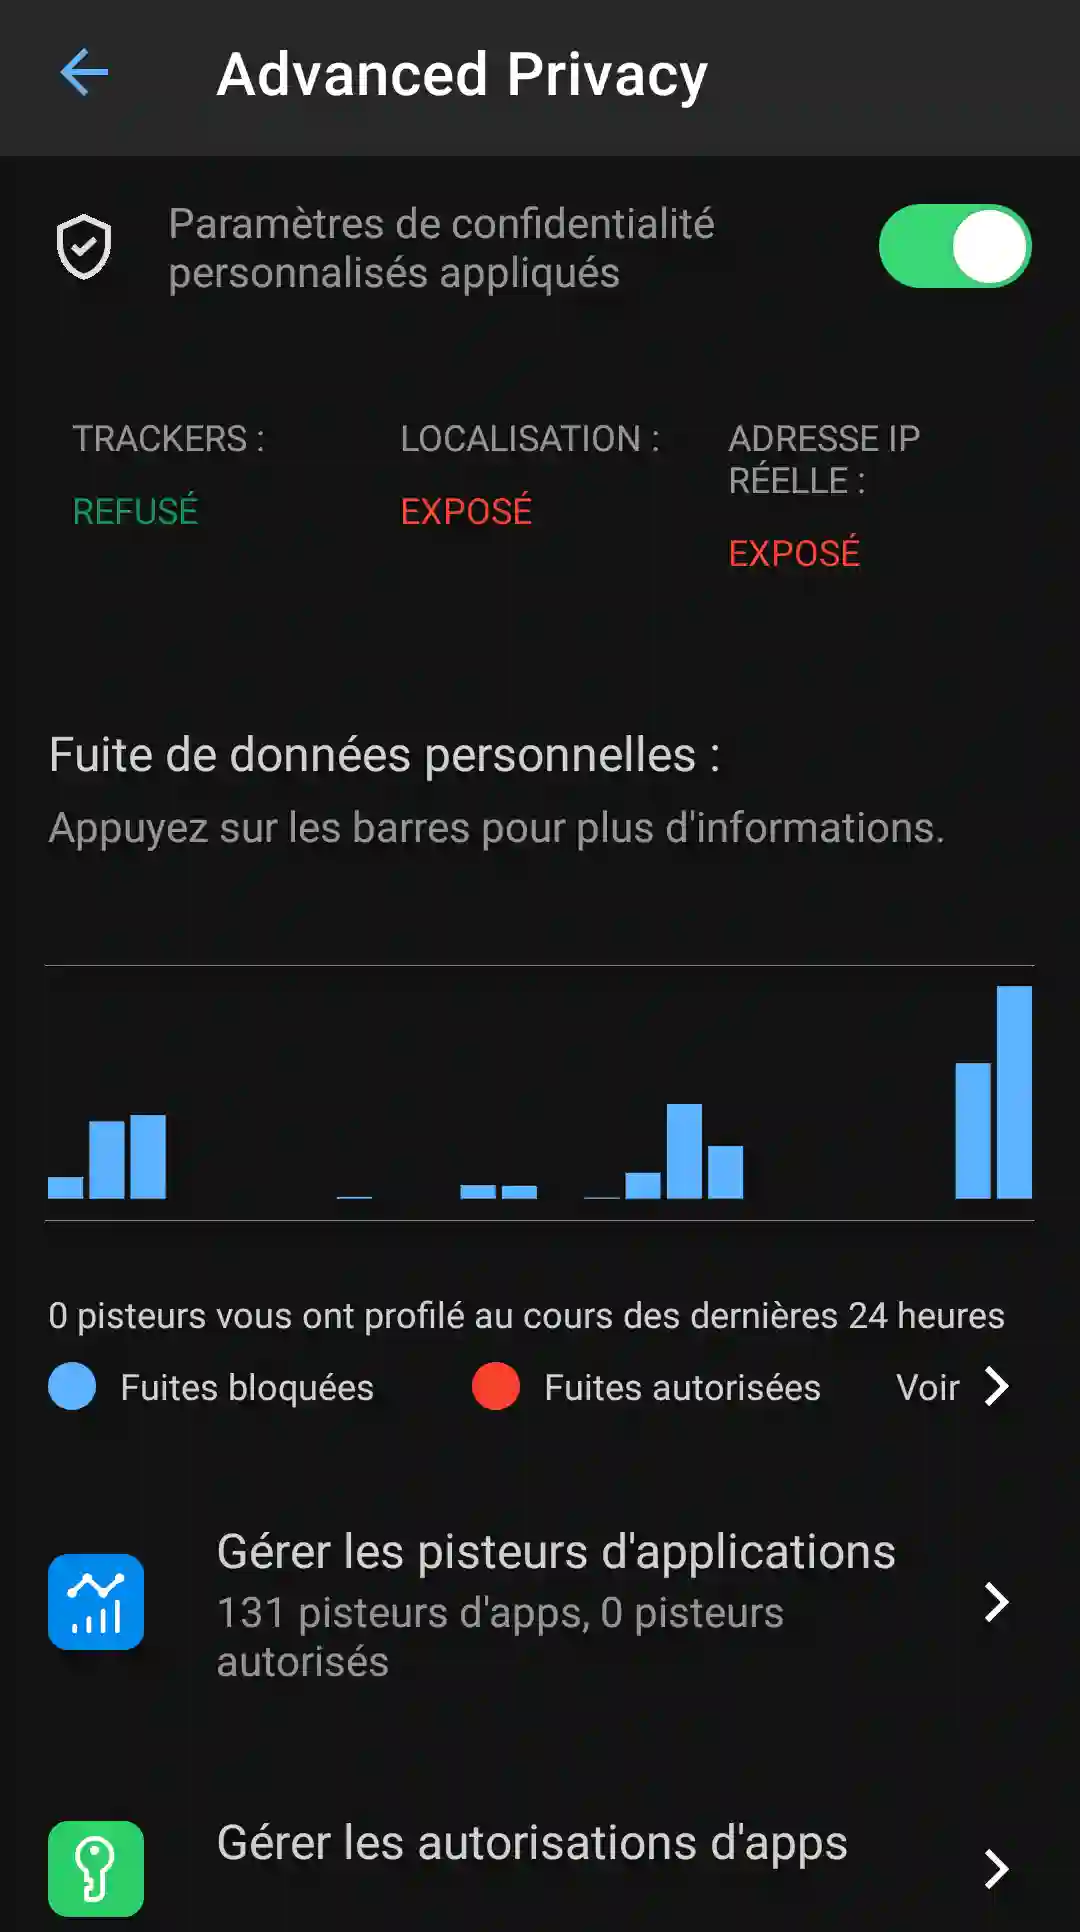 Advanced Privacy
Paramètres de confidentialité
personnalisés appliqués
TRACKERS :
REFUSÉ
LOCALISATION :
EXPOSÉ
ADRESSE IP
RÉELLE :
EXPOSÉ
Fuite de données personnelles :
Appuyez sur les barres pour plus d'informations.
0 pisteurs vous ont profilé au cours des dernières 24 heures
Fuites bloquées
Fuites autorisées
Voir
Gérer les pisteurs d'applications
131 pisteurs d'apps, 0 pisteurs
autorisés
Gérer les autorisations d'apps